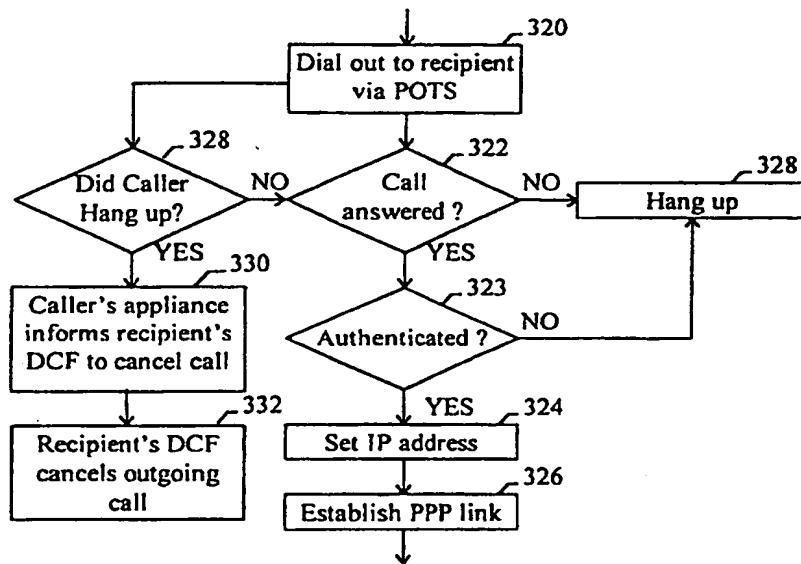 320
Dial out to recipient
via POTS
328
Did Caller
Hang up?
NO
322
Call
answered ?
NO
328
Hang up
YES
YES
330
Caller's appliance
informs recipient's
DCF to cancel call
323
Authenticated ?
NO
332
Recipient's DCF
cancels outgoing
call
YES
324
Set IP address
326
Establish PPP link